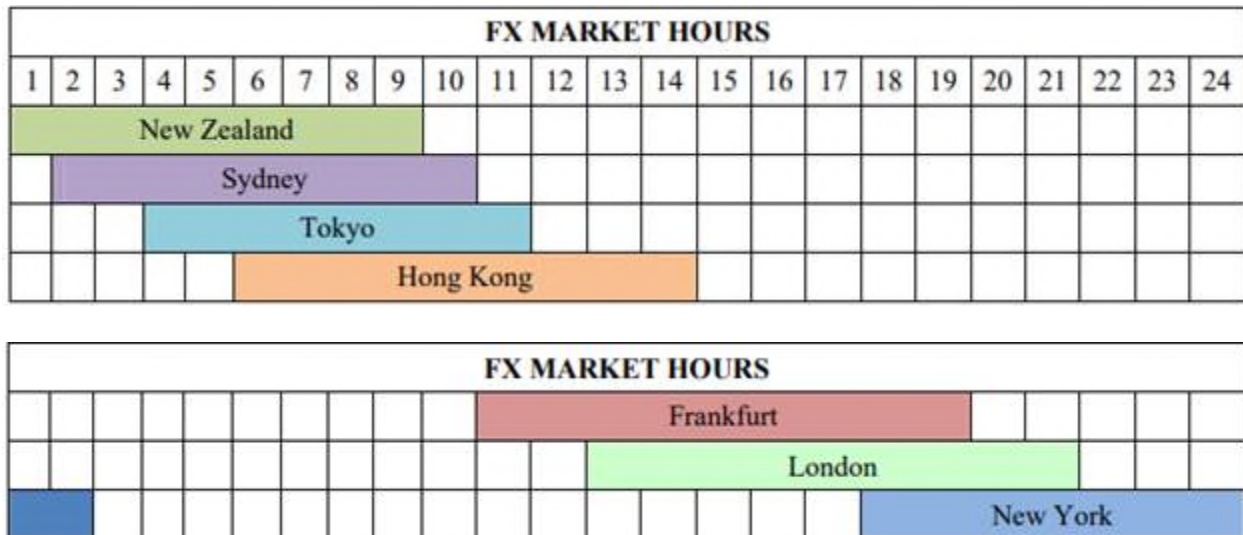 FX MARKET HOURS
1 2 3 4 5 6 7 8 9 10 11 12 13 14 15 16 17 18 19 20 21 22 23 24
New Zealand
Sydney
Tokyo
Hong Kong
FX MARKET HOURS
Frankfurt
London
New York